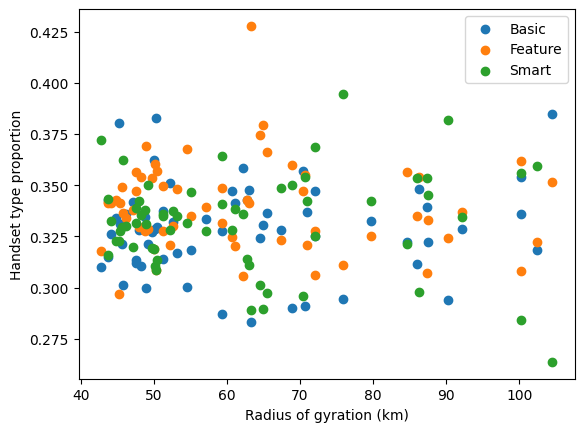 Basic
Feature
Smart
0.425
0.400
0.375
0.350
0.325
0.300
0.275
Handset type proportion
40 50 60 70 80 90 100
Radius of gyration (km)